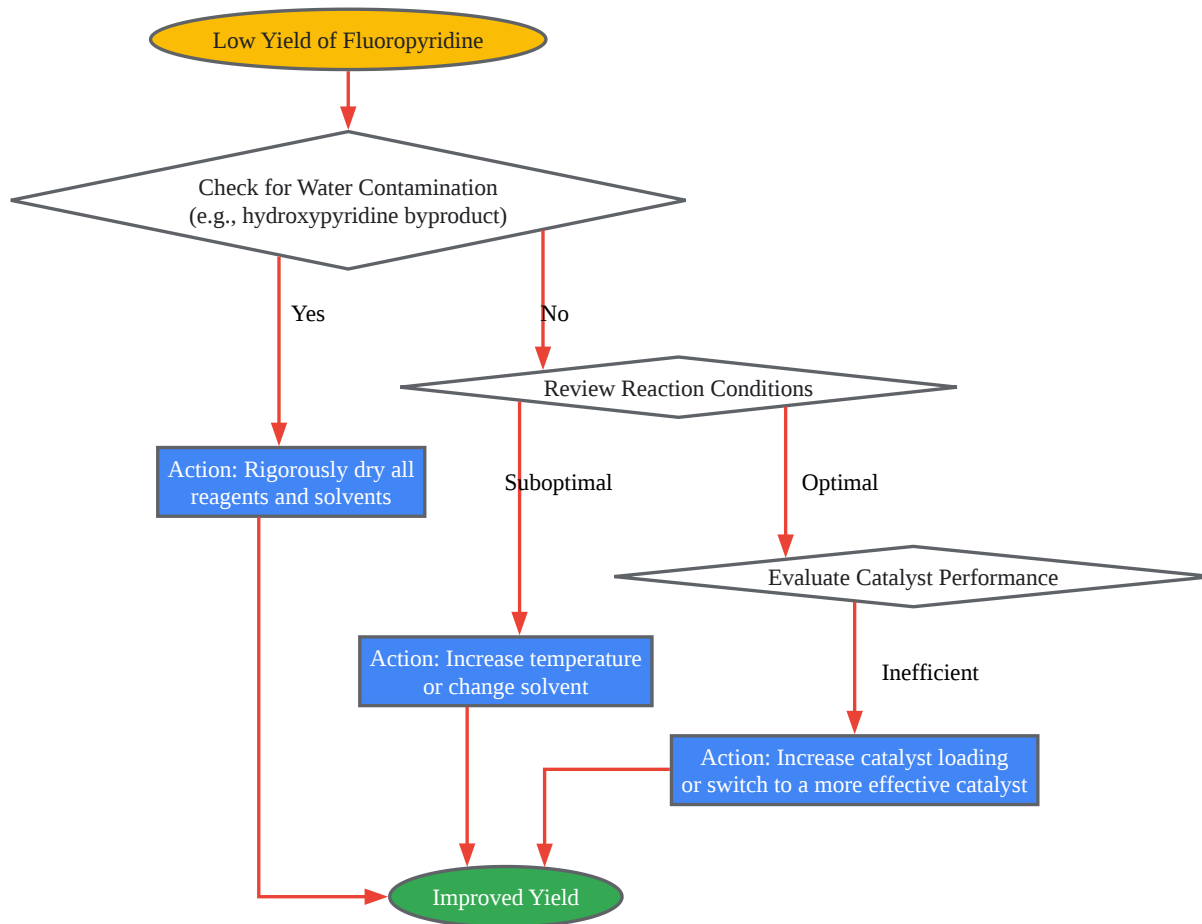 Low Yield of Fluoropyridine
Check for Water Contamination
(e.g., hydroxypyridine byproduct)
Yes
No
Review Reaction Conditions
Action: Rigorously dry all
reagents and solvents
Suboptimal
Optimal
Evaluate Catalyst Performance
Action: Increase temperature
or change solvent
Inefficient
Action: Increase catalyst loading
or switch to a more effective catalyst
Improved Yield